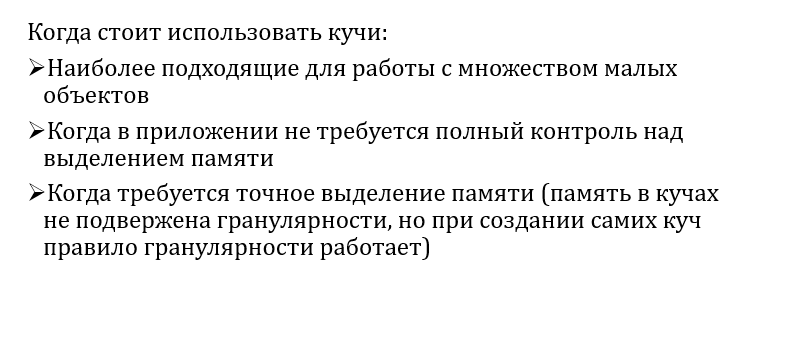 Когда стоит использовать кучи:
➢Наиболее подходящие для работы с множеством малых
объектов
➢Когда в приложении не требуется полный контроль над
выделением памяти
➢Когда требуется точное выделение памяти (память в кучах
не подвержена гранулярности, но при создании самих куч
правило гранулярности работает)